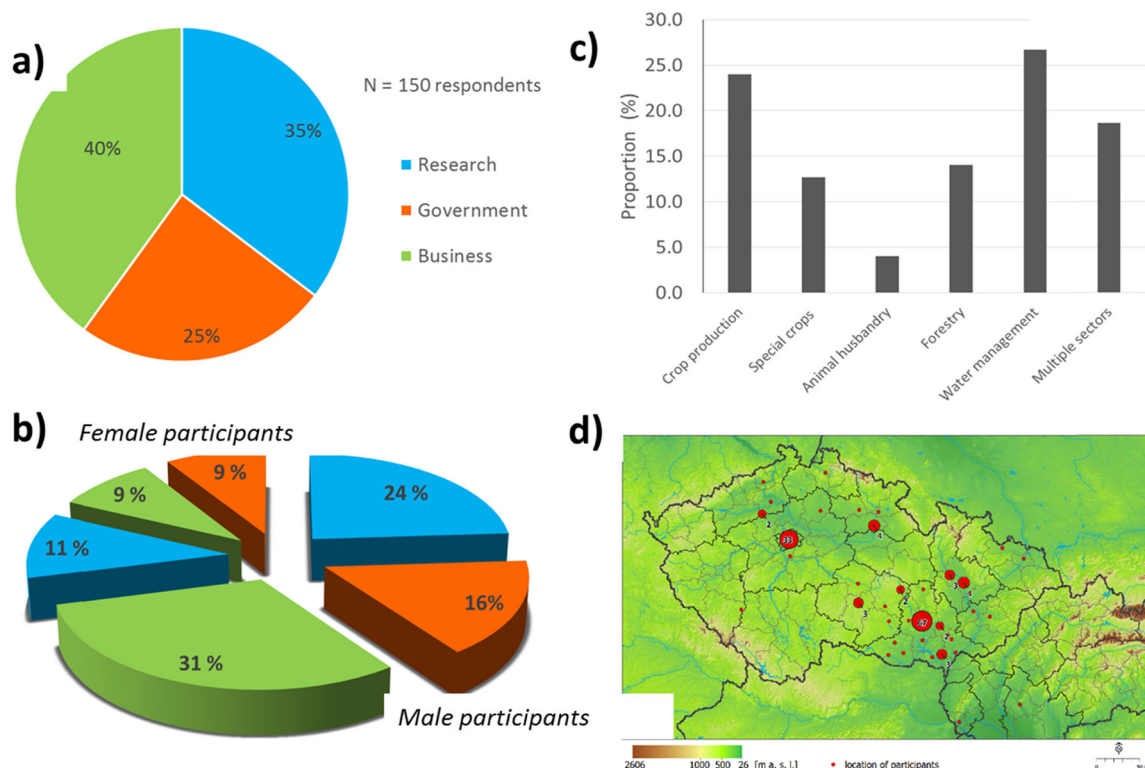 a)
N = 150 respondents
35%
40%
25%
Research
Government
Business
b)
Female participants
9 %
9 %
24 %
11 %
16%
31 %
Male participants
c)
Proportion (%)
30.0
25.0
20.0
15.0
10.0
5.0
0.0
Crop production
Special crops
Animal husbandry
Forestry
Water management
Multiple sectors
d)
2
33
4
3
4
2
3
67
2
3
2606 1000 500 26 [m a. s. l.] location of participants